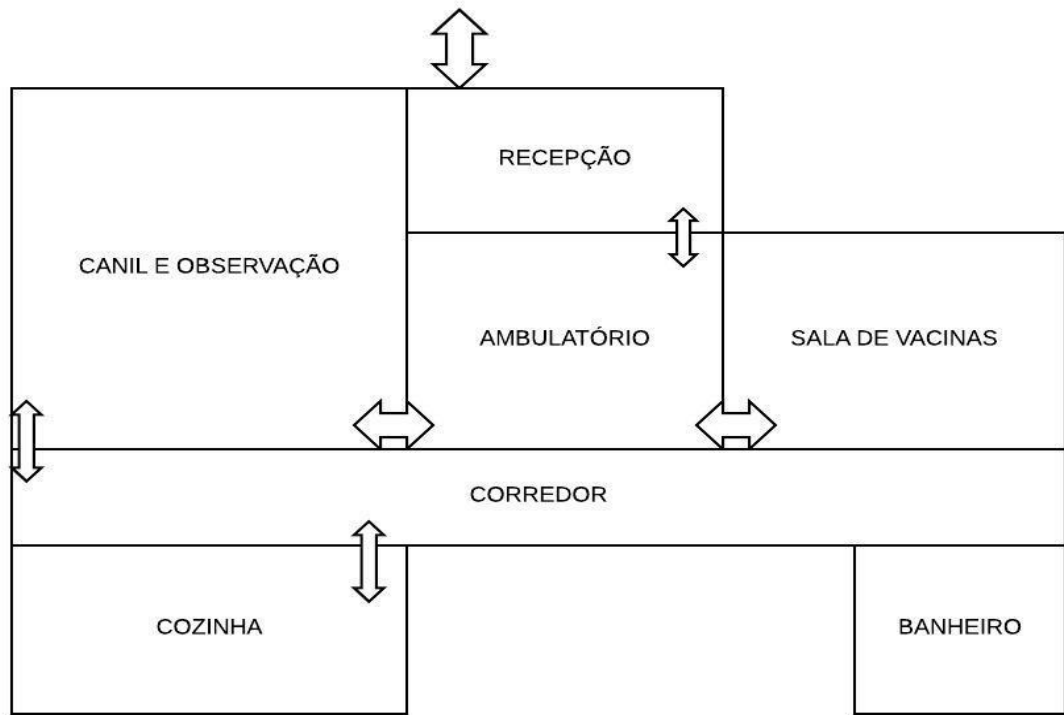 RECEPÇÃO
CANIL E OBSERVAÇÃO
AMBULATÓRIO
SALA DE VACINAS
CORREDOR
COZINHA
BANHEIRO